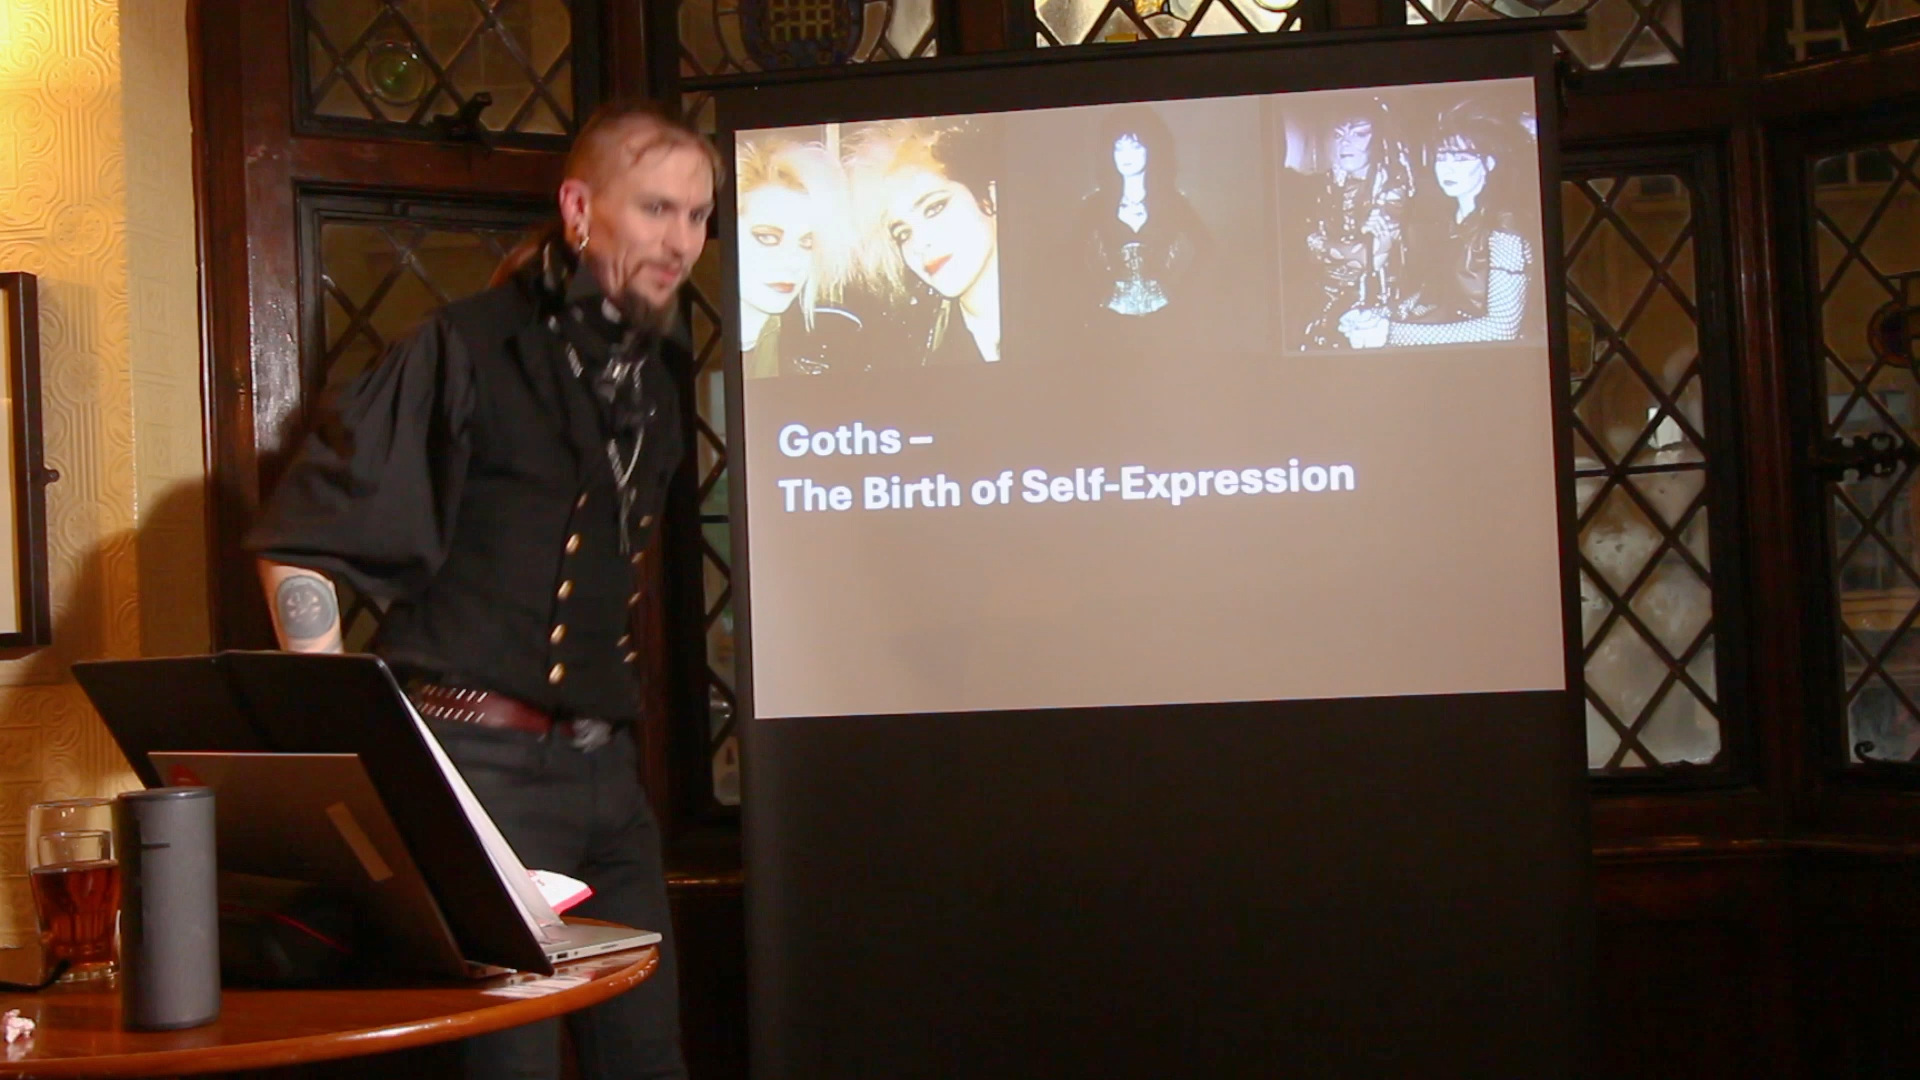 Goths –
The Birth of Self-Expression